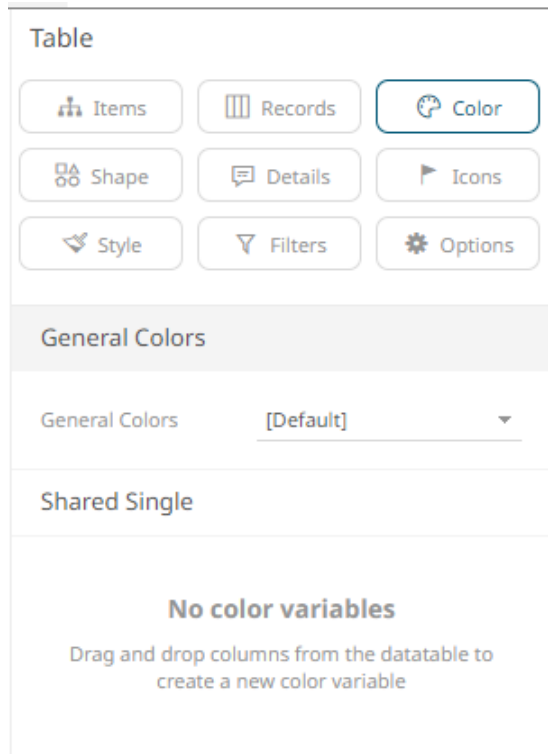 Table
Items
Records
Color
Shape
Details
Icons
Style
Filters
Options
General Colors
General Colors
[Default]
Shared Single
No color variables
Drag and drop columns from the datatable to
create a new color variable